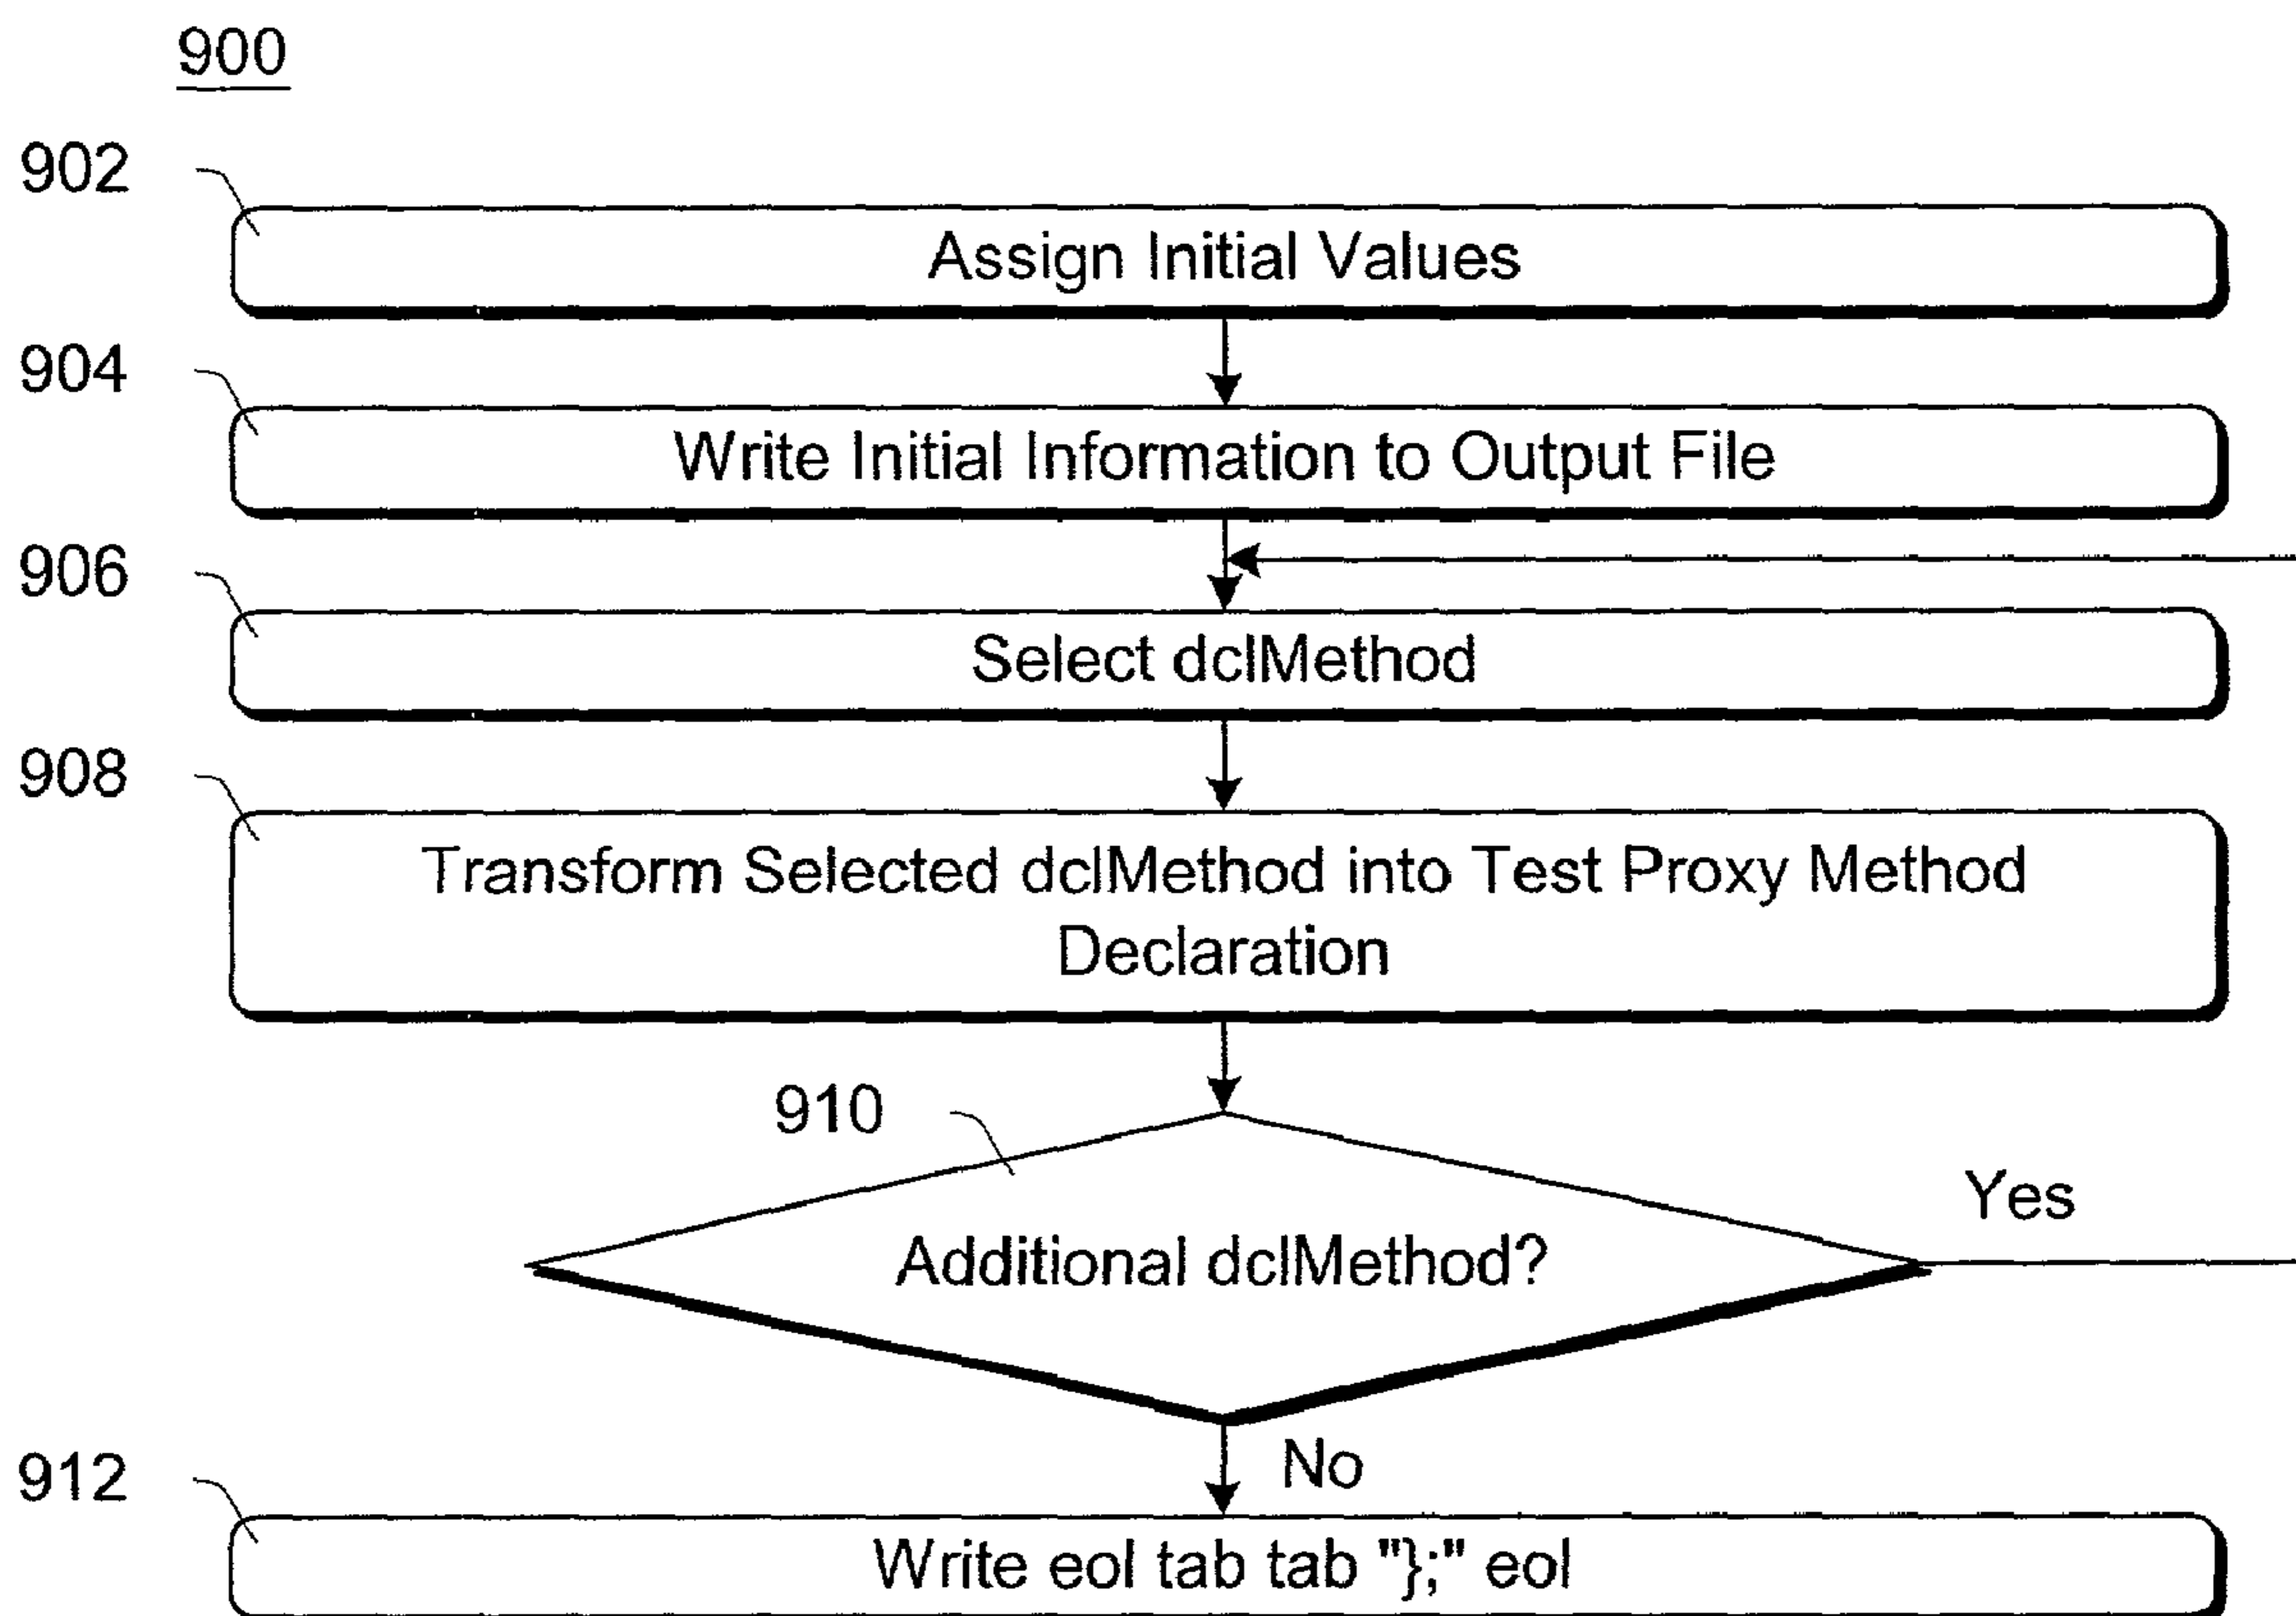 900
902
Assign Initial Values
904
Write Initial Information to Output File
906
Select dclMethod
908
Transform Selected dclMethod into Test Proxy Method
Declaration
910
Yes
Additional dclMethod?
No
912
Write eol tab tab "};" eol